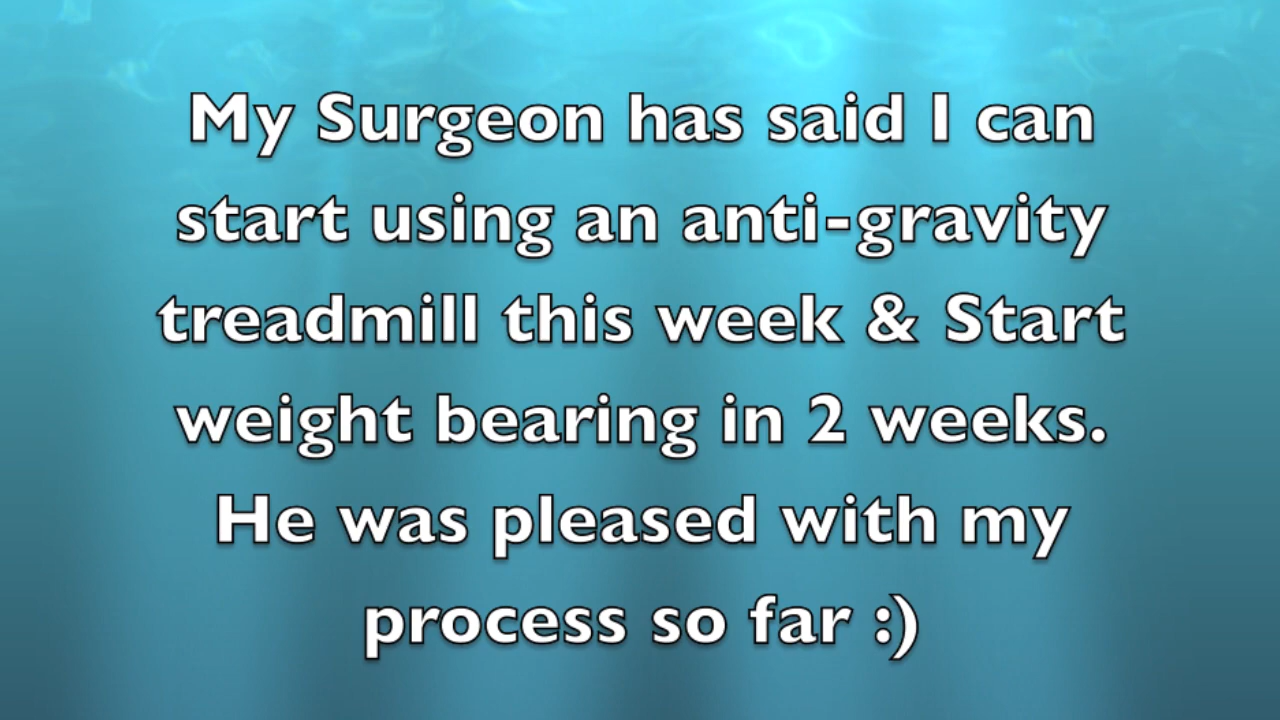 My Surgeon has said I can
start using an anti-gravity
treadmill this week & Start
weight bearing in 2 weeks.
He was pleased with my
process so far :)